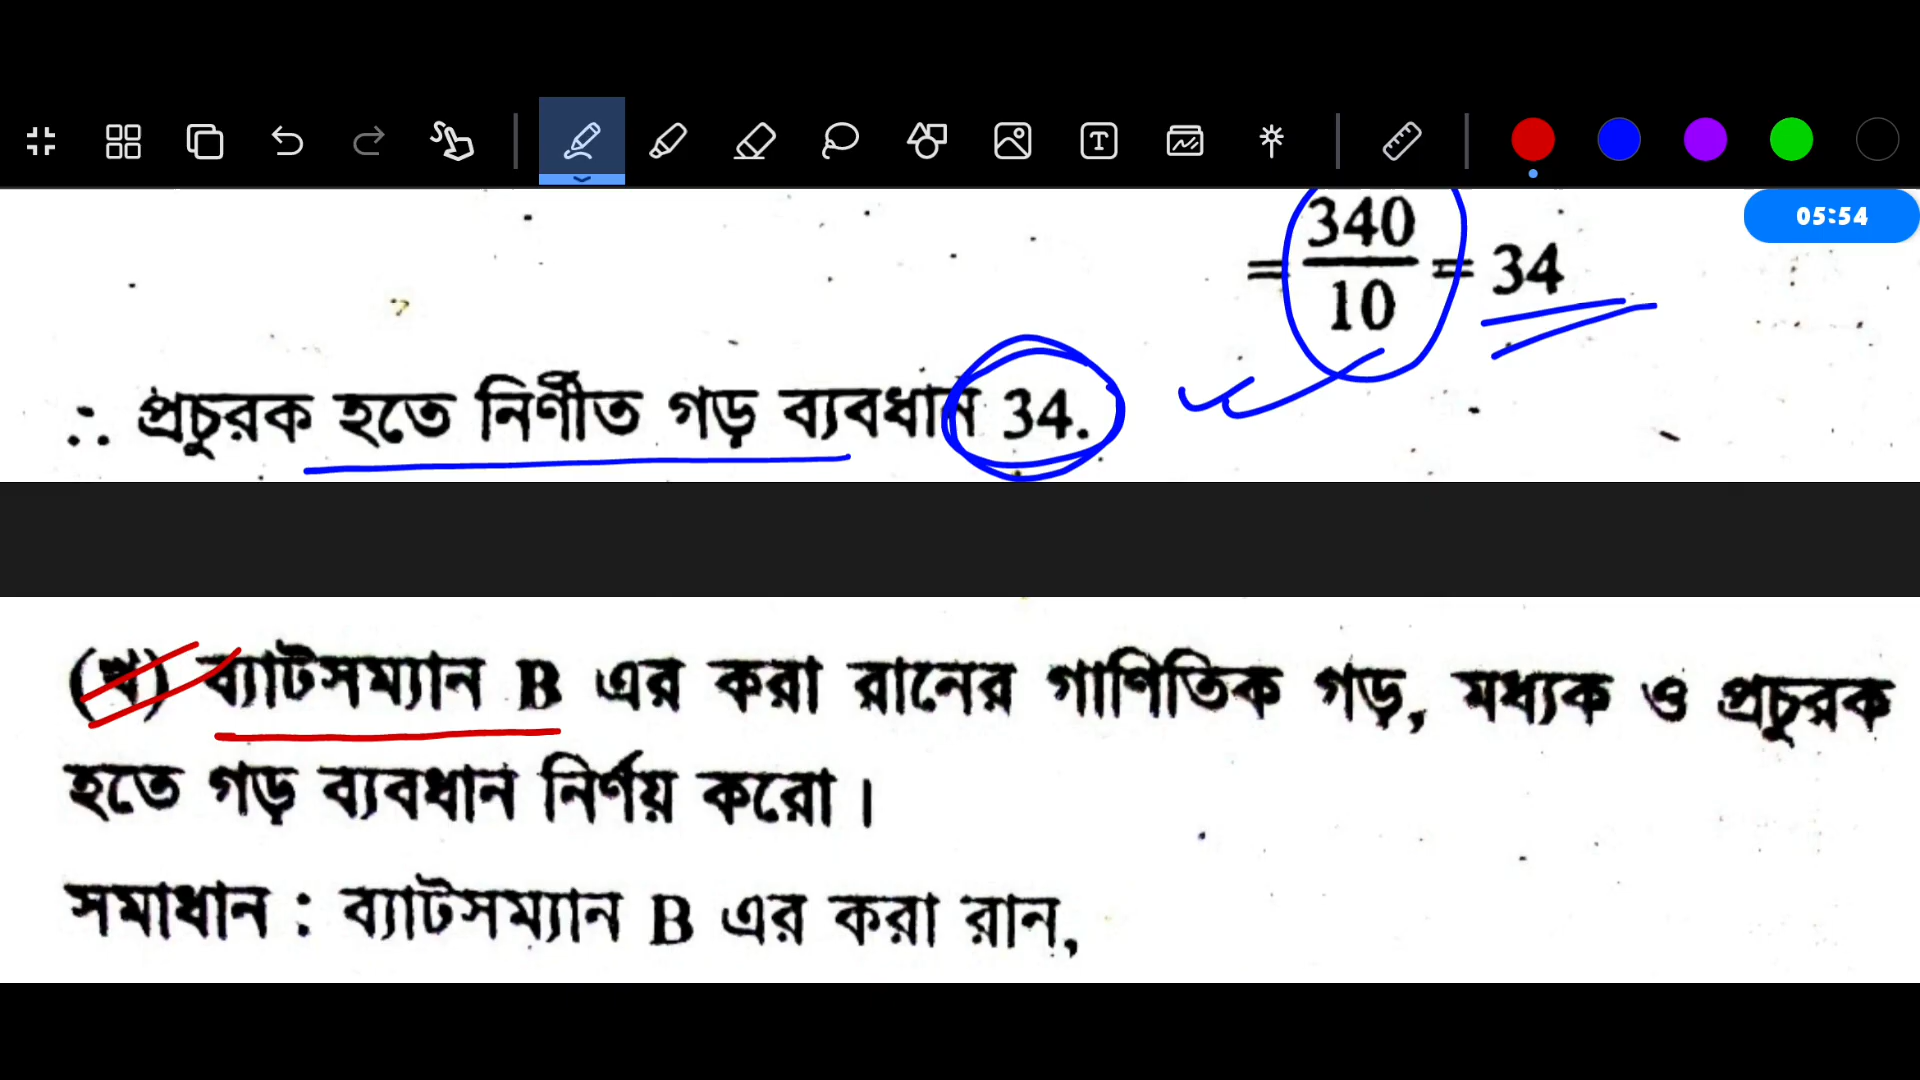 05:54
= 340/10 = 34
∴ প্রচুরক হতে নির্ণীত গড় ব্যবধান 34.
(খ) ব্যাটসম্যান B এর করা রানের গাণিতিক গড়, মধ্যক ও প্রচুরক
হতে গড় ব্যবধান নির্ণয় করো।
সমাধান : ব্যাটসম্যান B এর করা রান,